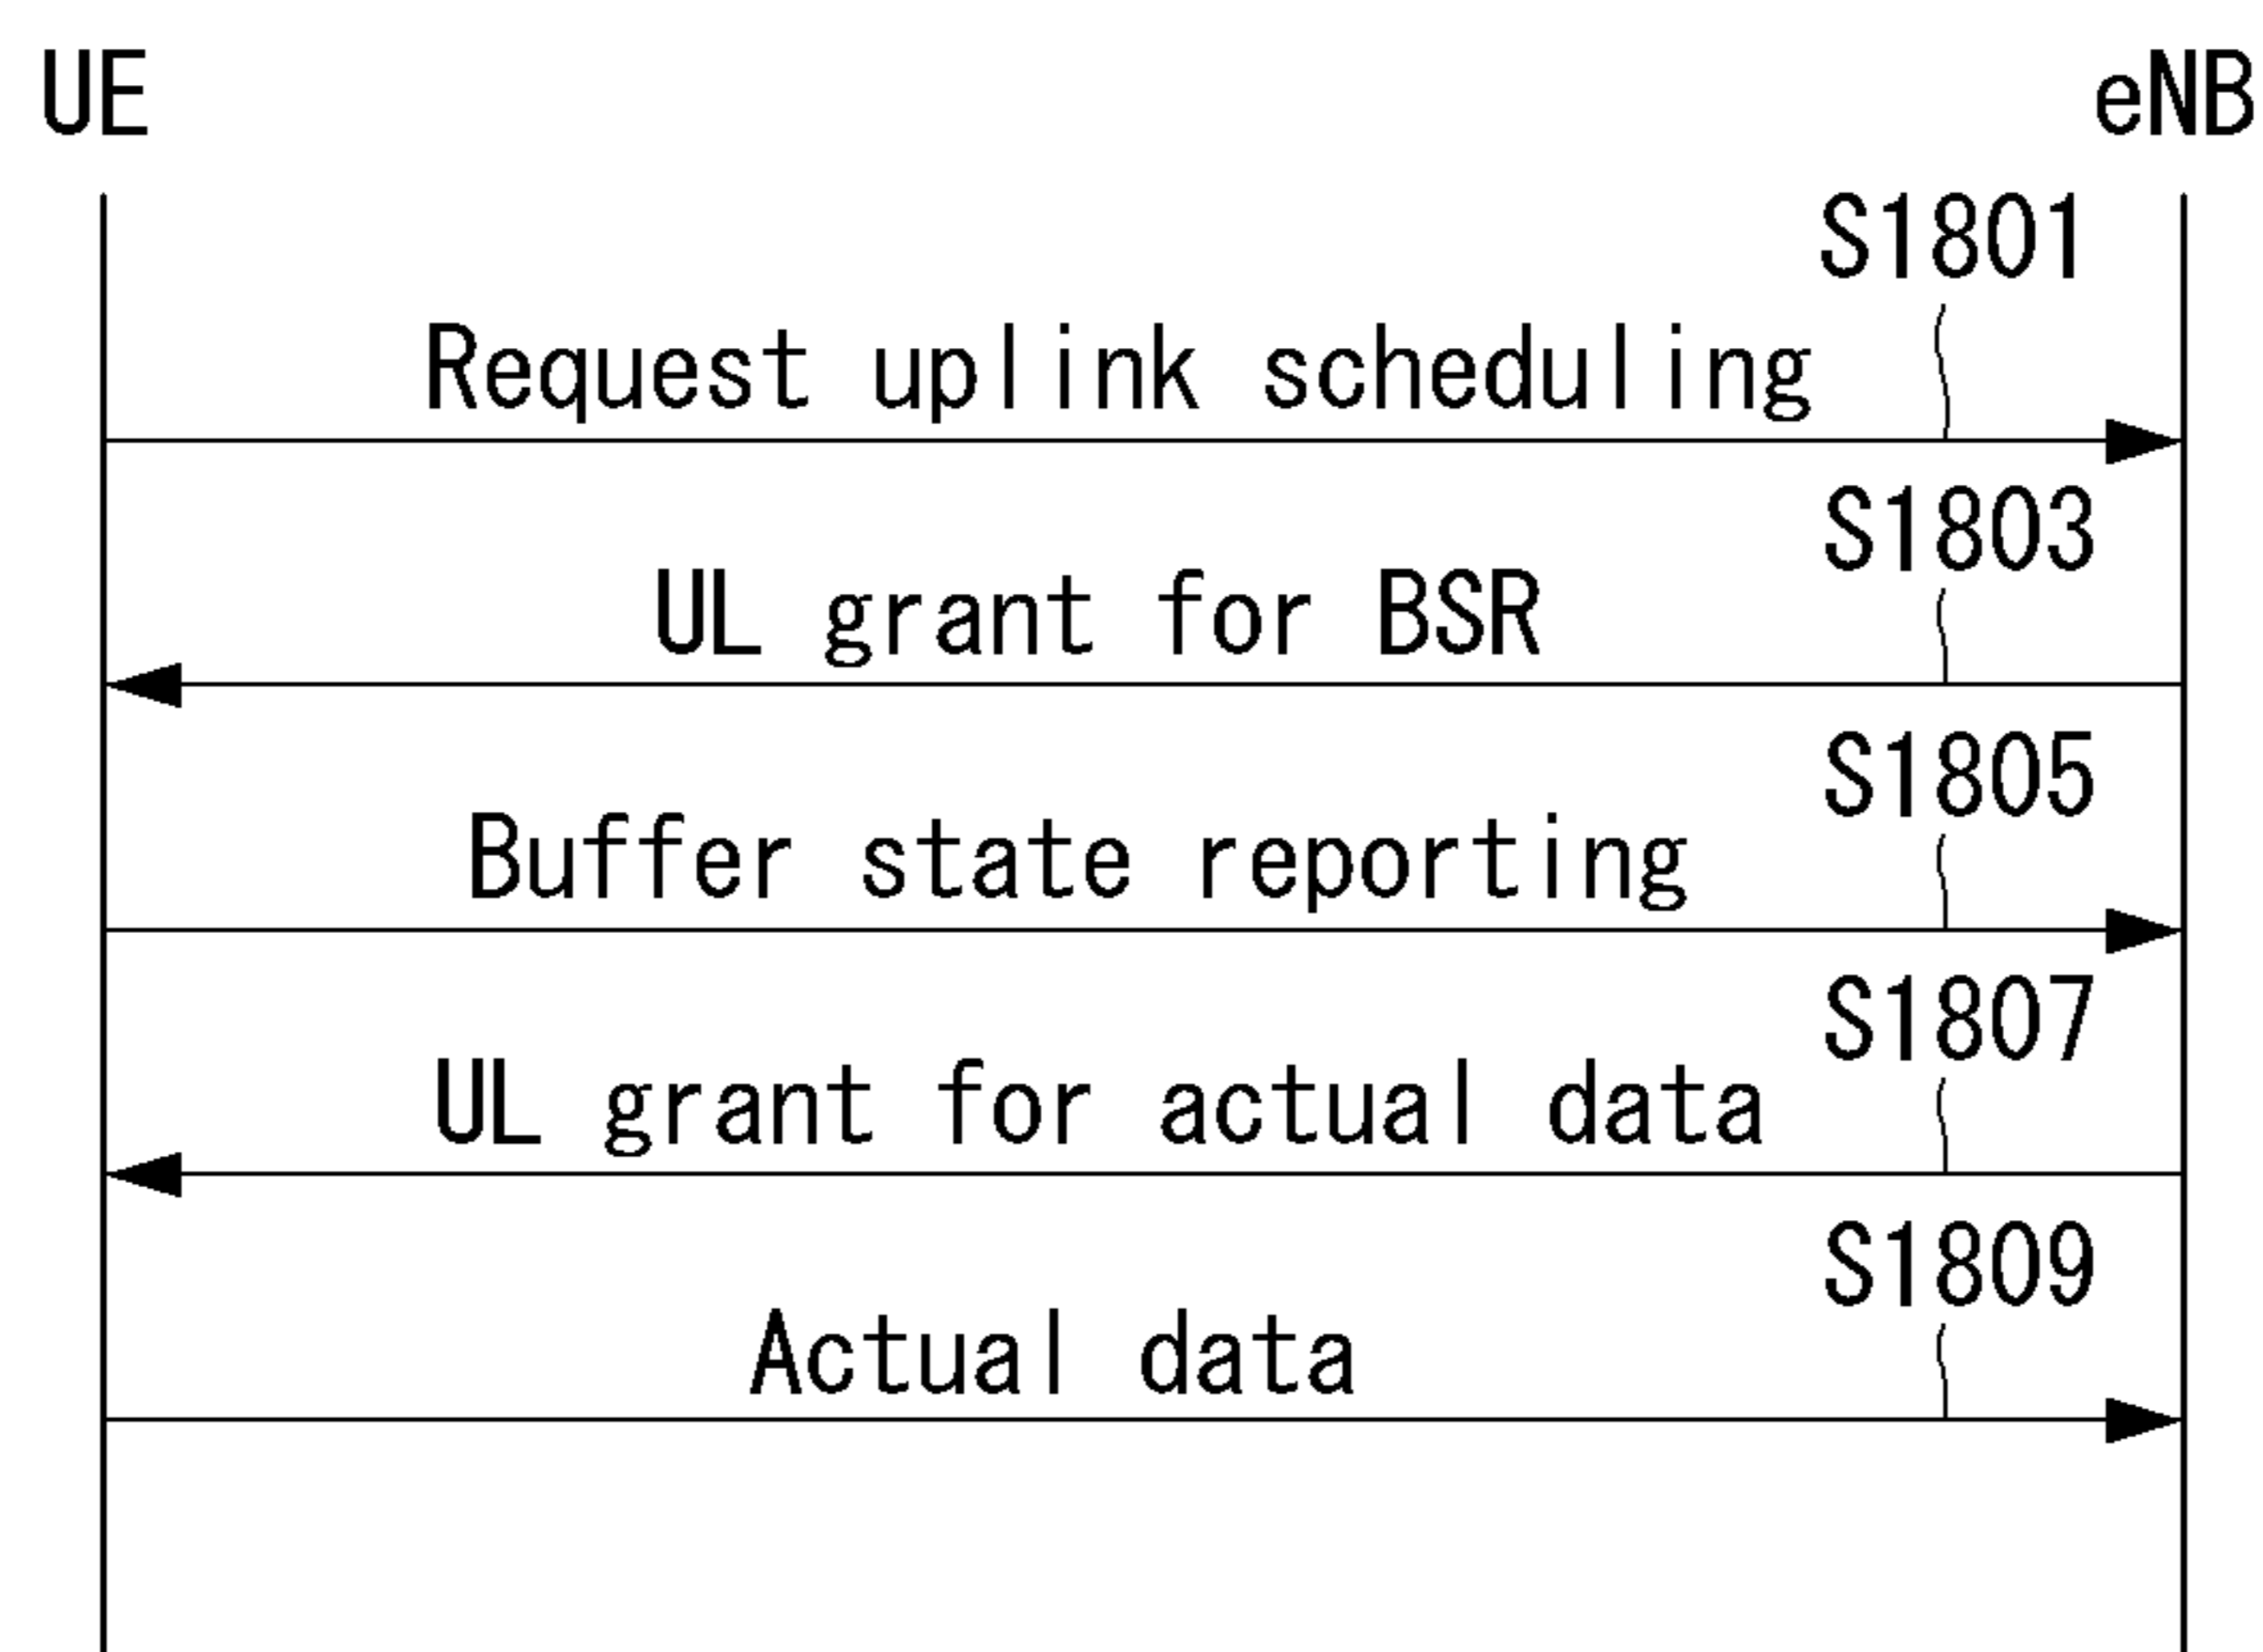 UE eNB
S1801
Request uplink scheduling
S1803
UL grant for BSR
S1805
Buffer state reporting
S1807
UL grant for actual data
S1809
Actual data